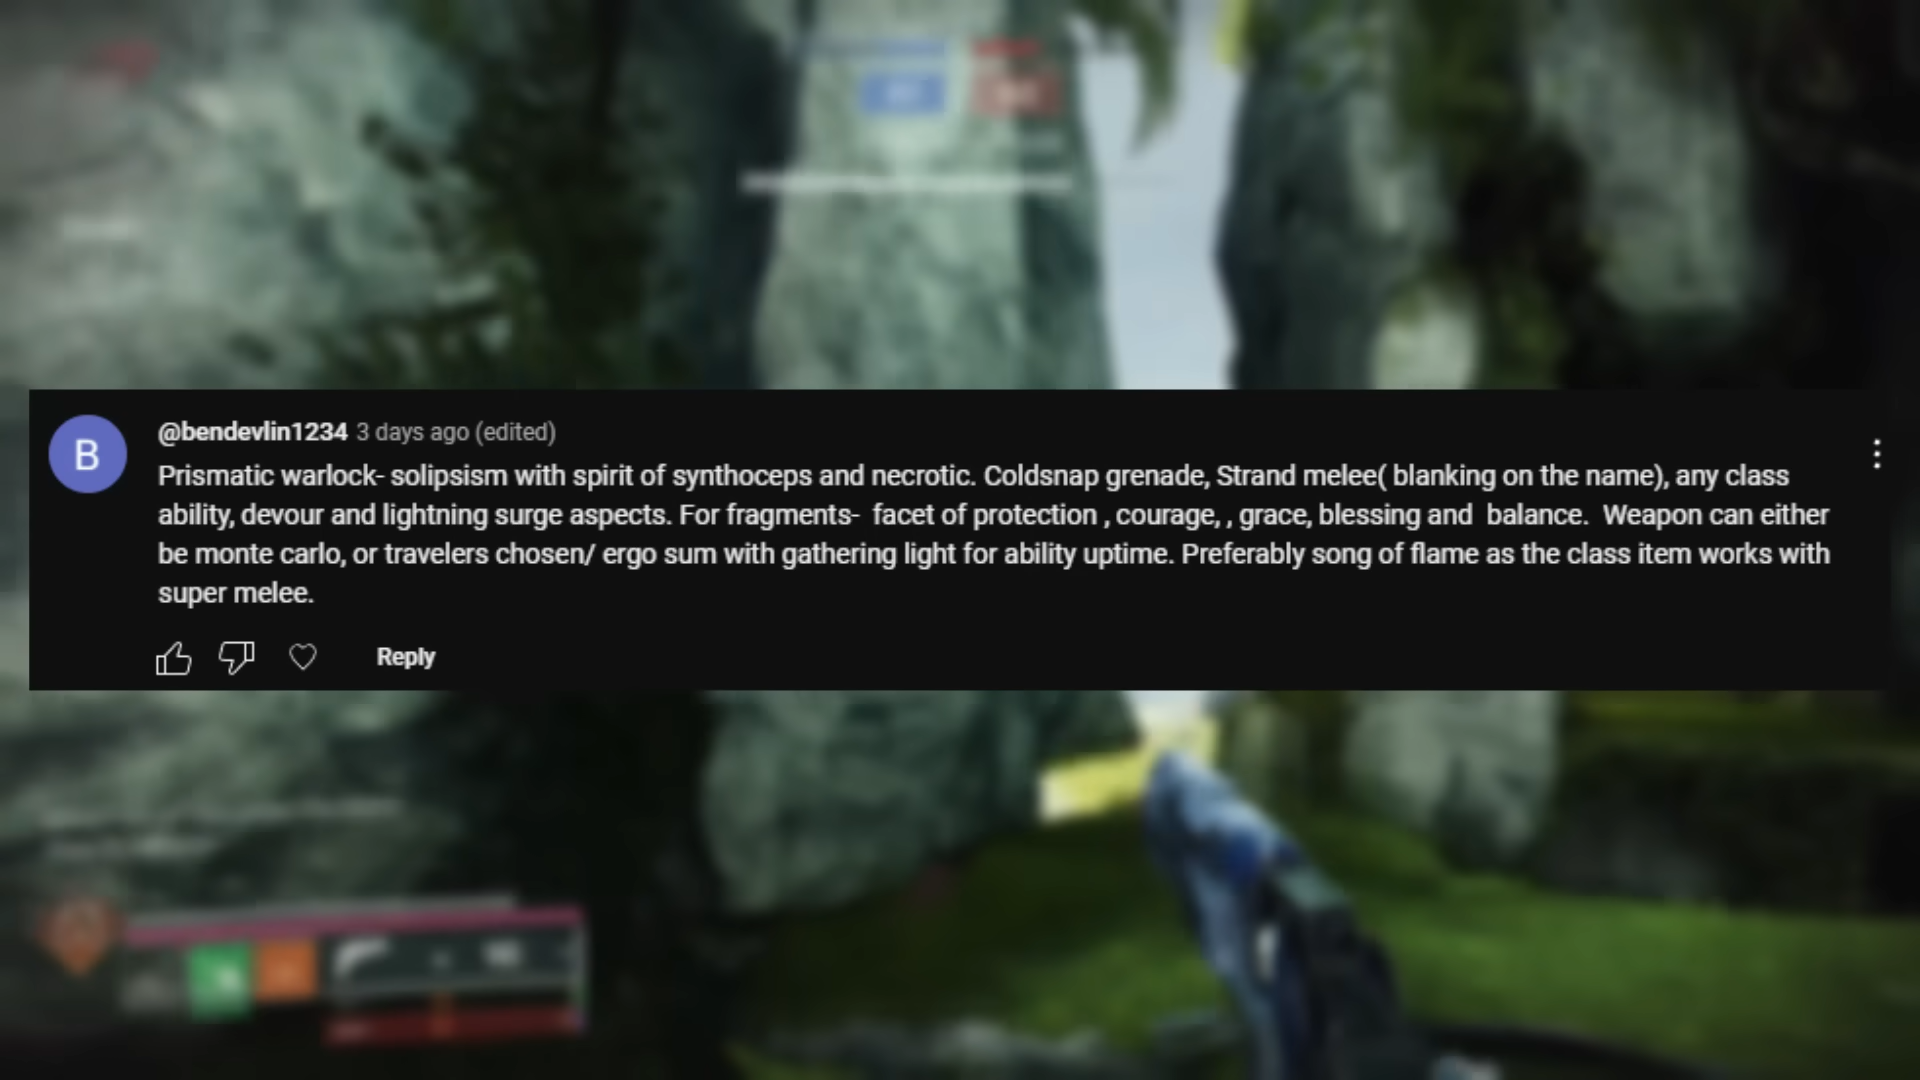 B
@bendevlin1234 3 days ago (edited)
Prismatic warlock- solipsism with spirit of synthoceps and necrotic. Coldsnap grenade, Strand melee( blanking on the name), any class
ability, devour and lightning surge aspects. For fragments-  facet of protection , courage, , grace, blessing and  balance.  Weapon can either
be monte carlo, or travelers chosen/ ergo sum with gathering light for ability uptime. Preferably song of flame as the class item works with
super melee.
Reply